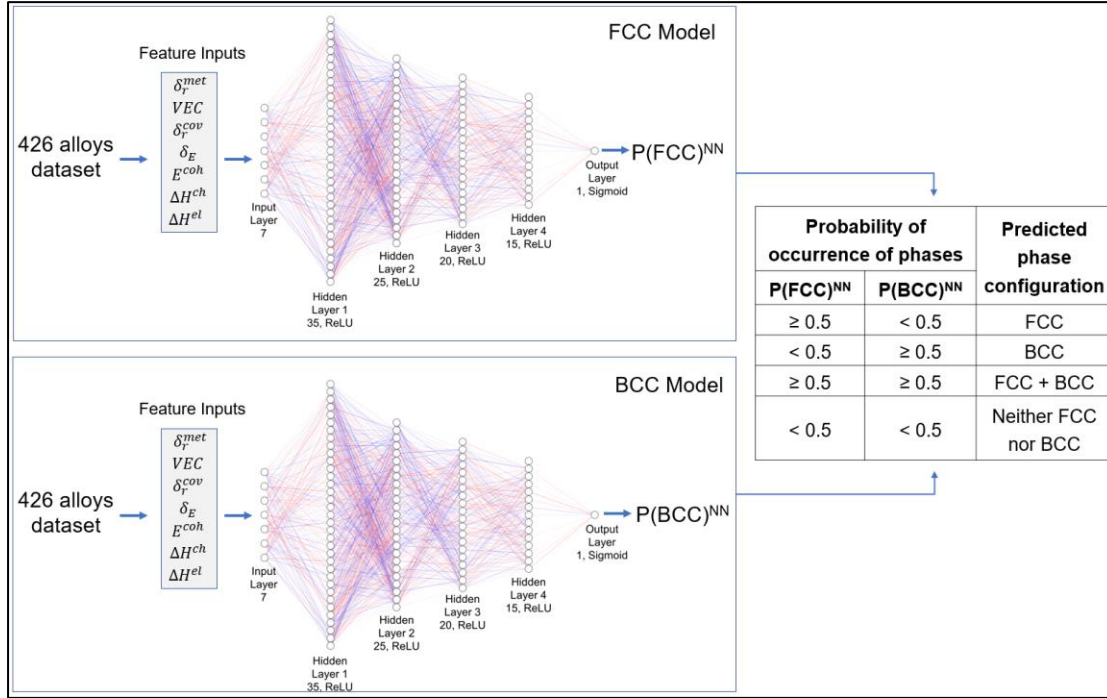 FCC Model
Feature Inputs
δ_r^{met}
VEC
δ_r^{cov}
δ_E
E^{coh}
ΔH^{ch}
ΔH^{el}
426 alloys
dataset
Input
Layer
7
Hidden
Layer 1
35, ReLU
Hidden
Layer 2
25, ReLU
Hidden
Layer 3
20, ReLU
Hidden
Layer 4
15, ReLU
Output
Layer
1, Sigmoid
P(FCC)^{NN}
BCC Model
Feature Inputs
δ_r^{met}
VEC
δ_r^{cov}
δ_E
E^{coh}
ΔH^{ch}
ΔH^{el}
426 alloys
dataset
Input
Layer
7
Hidden
Layer 1
35, ReLU
Hidden
Layer 2
25, ReLU
Hidden
Layer 3
20, ReLU
Hidden
Layer 4
15, ReLU
Output
Layer
1, Sigmoid
P(BCC)^{NN}
Probability of
occurrence of phases
Predicted
phase
configuration
P(FCC)^{NN} P(BCC)^{NN}
≥ 0.5 < 0.5 FCC
< 0.5 ≥ 0.5 BCC
≥ 0.5 ≥ 0.5 FCC + BCC
< 0.5 < 0.5 Neither FCC
nor BCC